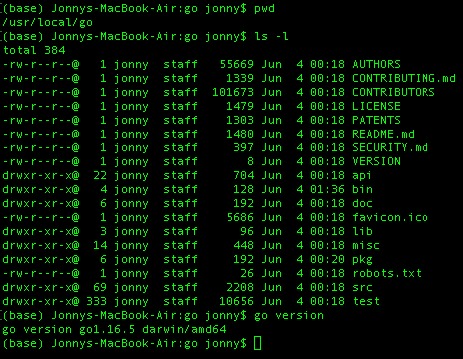 (base) Jonnys-MacBook-Air:go jonny$ pwd
/usr/local/go
(base) Jonnys-MacBook-Air:go jonny$ ls -l
total 384
-rw-r--r--@   1 jonny  staff   55669 Jun  4 00:18 AUTHORS
-rw-r--r--@   1 jonny  staff    1339 Jun  4 00:18 CONTRIBUTING.md
-rw-r--r--@   1 jonny  staff  101673 Jun  4 00:18 CONTRIBUTORS
-rw-r--r--@   1 jonny  staff    1479 Jun  4 00:18 LICENSE
-rw-r--r--@   1 jonny  staff    1303 Jun  4 00:18 PATENTS
-rw-r--r--@   1 jonny  staff    1480 Jun  4 00:18 README.md
-rw-r--r--@   1 jonny  staff     397 Jun  4 00:18 SECURITY.md
-rw-r--r--@   1 jonny  staff       8 Jun  4 00:18 VERSION
drwxr-xr-x@  22 jonny  staff     704 Jun  4 00:18 api
drwxr-xr-x@   4 jonny  staff     128 Jun  4 01:36 bin
drwxr-xr-x@   6 jonny  staff     192 Jun  4 00:18 doc
-rw-r--r--@   1 jonny  staff    5686 Jun  4 00:18 favicon.ico
drwxr-xr-x@   3 jonny  staff      96 Jun  4 00:18 lib
drwxr-xr-x@  14 jonny  staff     448 Jun  4 00:18 misc
drwxr-xr-x@   6 jonny  staff     192 Jun  4 00:20 pkg
-rw-r--r--@   1 jonny  staff      26 Jun  4 00:18 robots.txt
drwxr-xr-x@  69 jonny  staff    2208 Jun  4 00:18 src
drwxr-xr-x@ 333 jonny  staff   10656 Jun  4 00:18 test
(base) Jonnys-MacBook-Air:go jonny$ go version
go version go1.16.5 darwin/amd64
(base) Jonnys-MacBook-Air:go jonny$